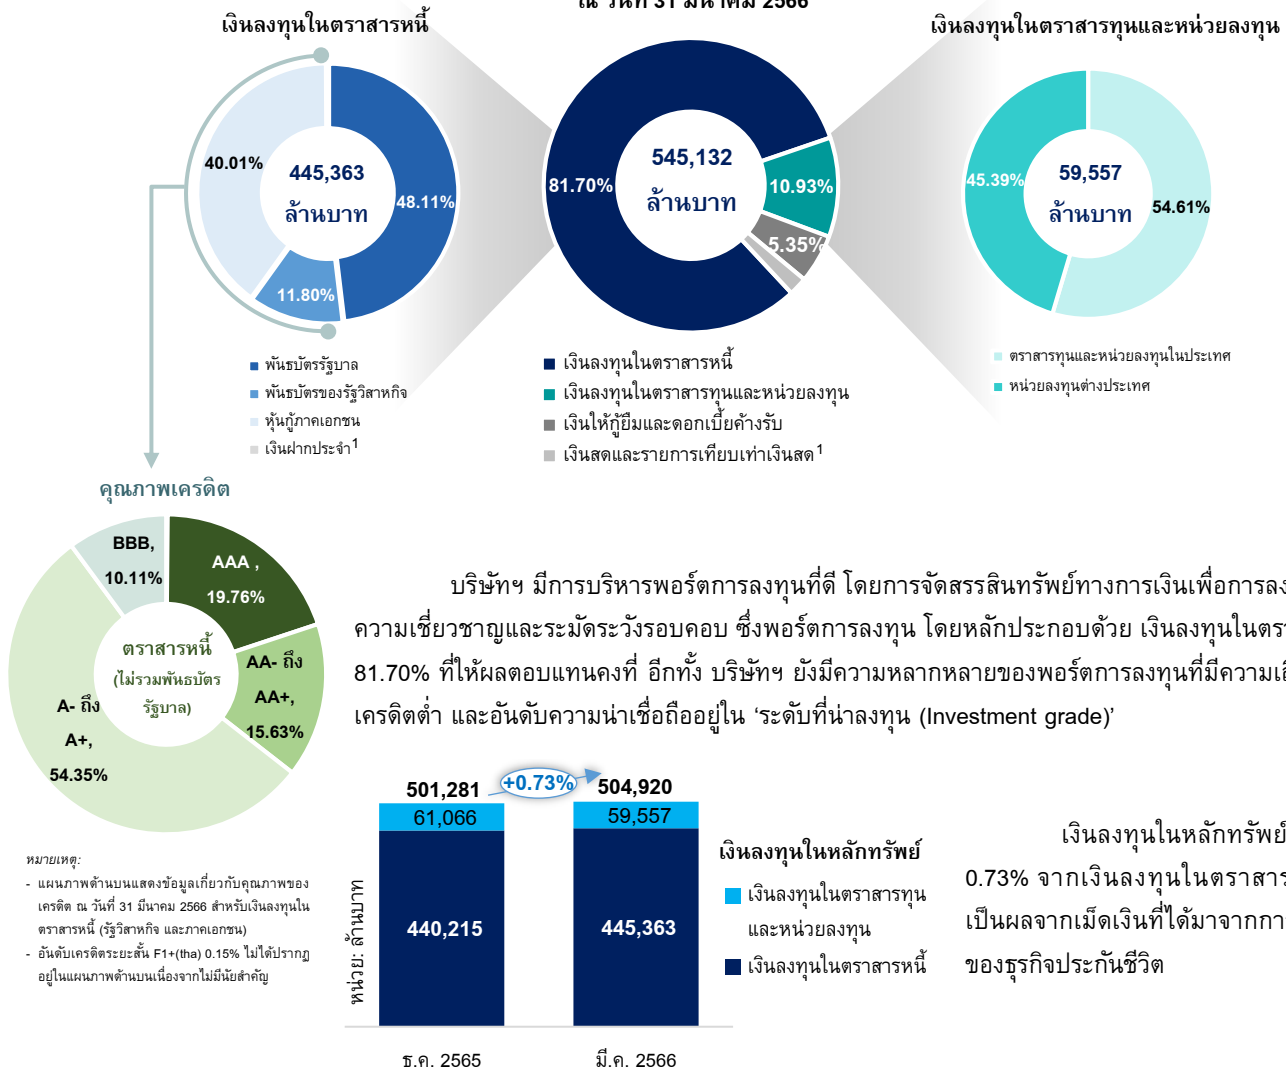 ณ วันที่ 31 มีนาคม 2566
เงินลงทุนในตราสารหนี้
เงินลงทุนในตราสารทุนและหน่วยลงทุน
40.01%
445,363
ล้านบาท
48.11%
11.80%
81.70%
545,132
ล้านบาท
10.93%
5.35%
45.39%
59,557
ล้านบาท
54.61%
พันธบัตรรัฐบาล
พันธบัตรของรัฐวิสาหกิจ
หุ้นกู้ภาคเอกชน
เงินฝากประจำ1
เงินลงทุนในตราสารหนี้
เงินลงทุนในตราสารทุนและหน่วยลงทุน
เงินให้กู้ยืมและดอกเบี้ยค้างรับ
เงินสดและรายการเทียบเท่าเงินสด1
ตราสารทุนและหน่วยลงทุนในประเทศ
หน่วยลงทุนต่างประเทศ
คุณภาพเครดิต
BBB,
10.11%
AAA ,
19.76%
ตราสารหนี้
(ไม่รวมพันธบัตร
รัฐบาล)
AA- ถึง
AA+,
15.63%
A- ถึง
A+,
54.35%
บริษัทฯ มีการบริหารพอร์ตการลงทุนที่ดี โดยการจัดสรรสินทรัพย์ทางการเงินเพื่อการลง
ความเชี่ยวชาญและระมัดระวังรอบคอบ ซึ่งพอร์ตการลงทุน โดยหลักประกอบด้วย เงินลงทุนในตรา
81.70% ที่ให้ผลตอบแทนคงที่ อีกทั้ง บริษัทฯ ยังมีความหลากหลายของพอร์ตการลงทุนที่มีความเสี่
เครดิตต่ำ และอันดับความน่าเชื่อถืออยู่ใน ‘ระดับที่น่าลงทุน (Investment grade)’
หมายเหตุ:
- แผนภาพด้านบนแสดงข้อมูลเกี่ยวกับคุณภาพของ
เครดิต ณ วันที่ 31 มีนาคม 2566 สำหรับเงินลงทุนใน
ตราสารหนี้ (รัฐวิสาหกิจ และภาคเอกชน)
- อันดับเครดิตระยะสั้น F1+(tha) 0.15% ไม่ได้ปรากฏ
อยู่ในแผนภาพด้านบนเนื่องจากไม่มีนัยสำคัญ
หน่วย: ล้านบาท
501,281
+0.73%
504,920
61,066
59,557
440,215
445,363
ธ.ค. 2565
มี.ค. 2566
เงินลงทุนในหลักทรัพย์
เงินลงทุนในตราสารทุน
และหน่วยลงทุน
เงินลงทุนในตราสารหนี้
เงินลงทุนในหลักทรัพย์
0.73% จากเงินลงทุนในตราสาร
เป็นผลจากเม็ดเงินที่ได้มาจากกา
ของธุรกิจประกันชีวิต